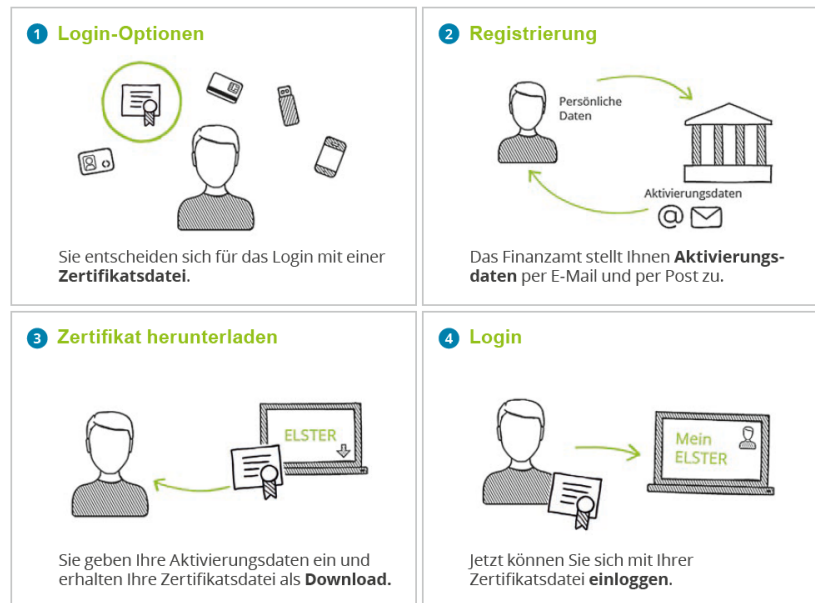 1 Login-Optionen
Sie entscheiden sich für das Login mit einer
Zertifikatsdatei.
2 Registrierung
Persönliche
Daten
Aktivierungsdaten
@
Das Finanzamt stellt Ihnen Aktivierungs-
daten per E-Mail und per Post zu.
3 Zertifikat herunterladen
ELSTER
Sie geben Ihre Aktivierungsdaten ein und
erhalten Ihre Zertifikatsdatei als Download.
4 Login
Mein
ELSTER
Jetzt können Sie sich mit Ihrer
Zertifikatsdatei einloggen.